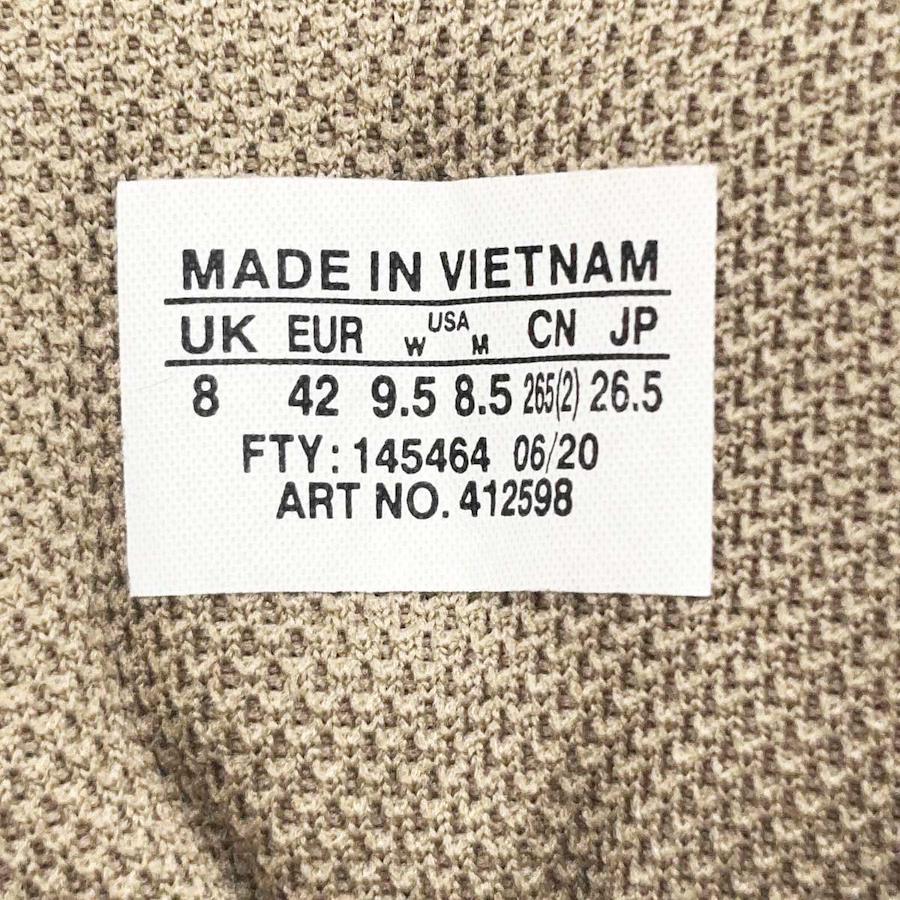 MADE IN VIETNAM
UK EUR USA W M CN JP
8 42 9.5 8.5 265(2) 26.5
FTY: 145464 06/20
ART NO. 412598